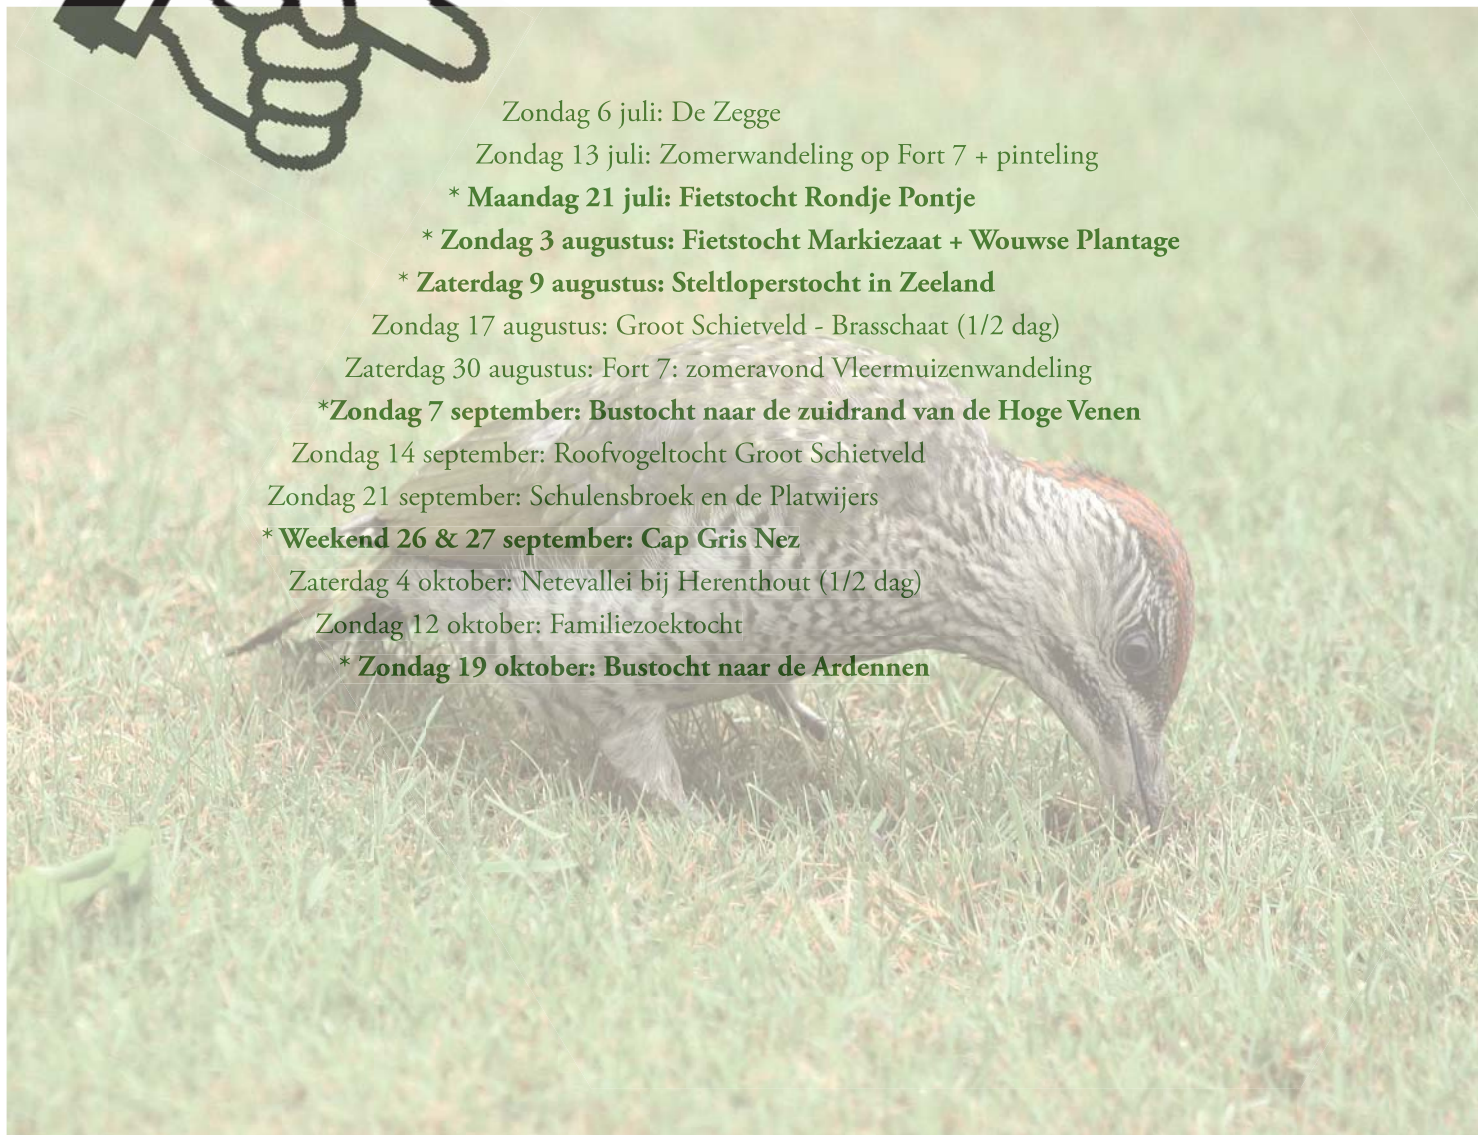 Zondag 6 juli: De Zegge
Zondag 13 juli: Zomerwandeling op Fort 7 + pinteling
* Maandag 21 juli: Fietstocht Rondje Pontje
* Zondag 3 augustus: Fietstocht Markiezaat + Wouwse Plantage
* Zaterdag 9 augustus: Steltloperstocht in Zeeland
Zondag 17 augustus: Groot Schietveld - Brasschaat (1/2 dag)
Zaterdag 30 augustus: Fort 7: zomeravond Vleermuizenwandeling
*Zondag 7 september: Bustocht naar de zuidrand van de Hoge Venen
Zondag 14 september: Roofvogeltocht Groot Schietveld
Zondag 21 september: Schulensbroek en de Platwijers
* Weekend 26 & 27 september: Cap Gris Nez
Zaterdag 4 oktober: Netevallei bij Herenthout (1/2 dag)
Zondag 12 oktober: Familiezoektocht
* Zondag 19 oktober: Bustocht naar de Ardennen